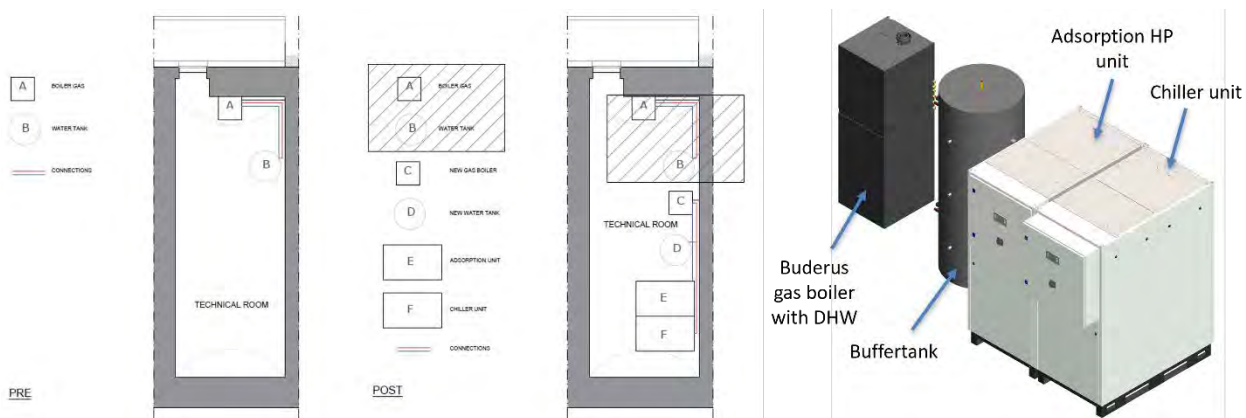 A
BOILER GAS
B
WATER TANK
CONNECTIONS
PRE
A
B
TECHNICAL ROOM
A
BOILER GAS
B
WATER TANK
C
NEW GAS BOILER
D
NEW WATER TANK
E
ADSORPTION UNIT
F
CHILLER UNIT
CONNECTIONS
POST
A
B
C
TECHNICAL ROOM
D
E
F
Adsorption HP
unit
Chiller unit
Buderus
gas boiler
with DHW
Buffertank